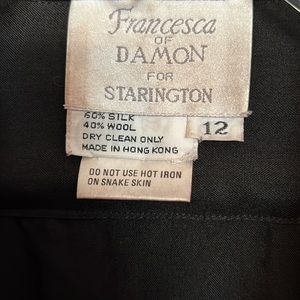 Francesca
OF
DAMON
FOR
STARINGTON
12
60% SILK
40% WOOL
DRY CLEAN ONLY
MADE IN HONG KONG
DO NOT USE HOT IRON
ON SNAKE SKIN